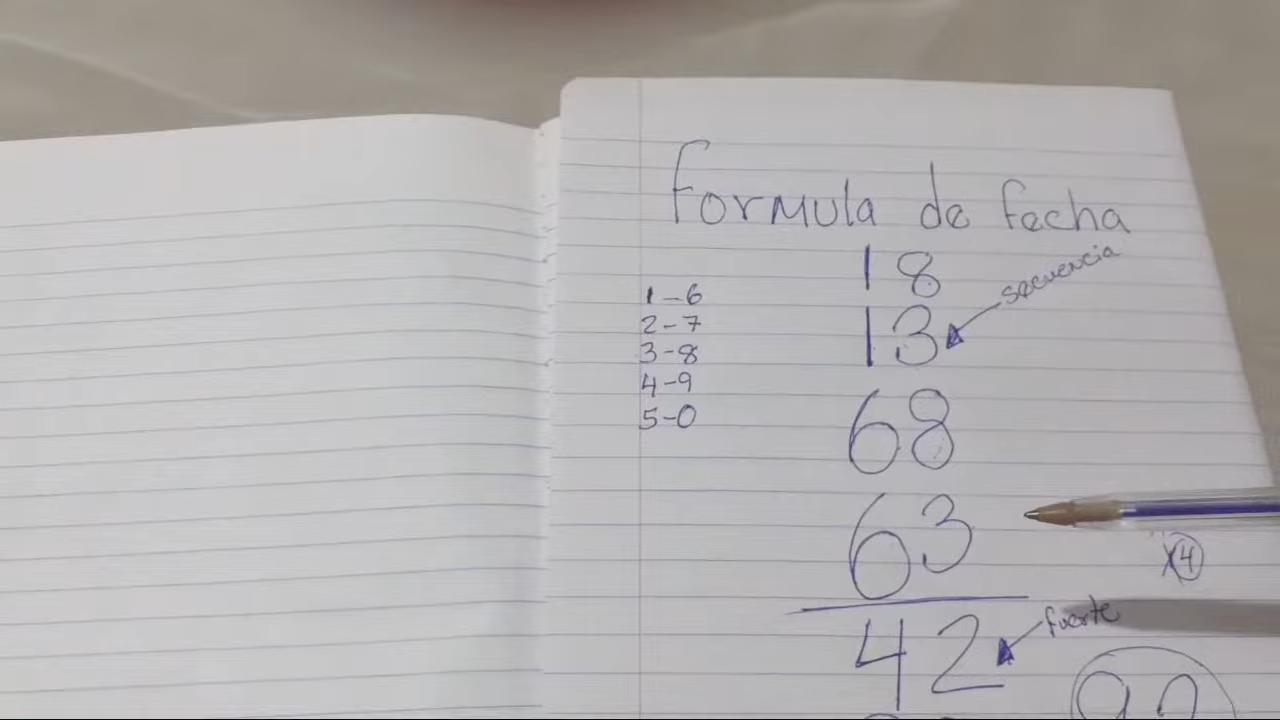 Formula de fecha
18
secuencia
13
1-6
2-7
3-8
4-9
5-0
68
63
x4
fuerte
42